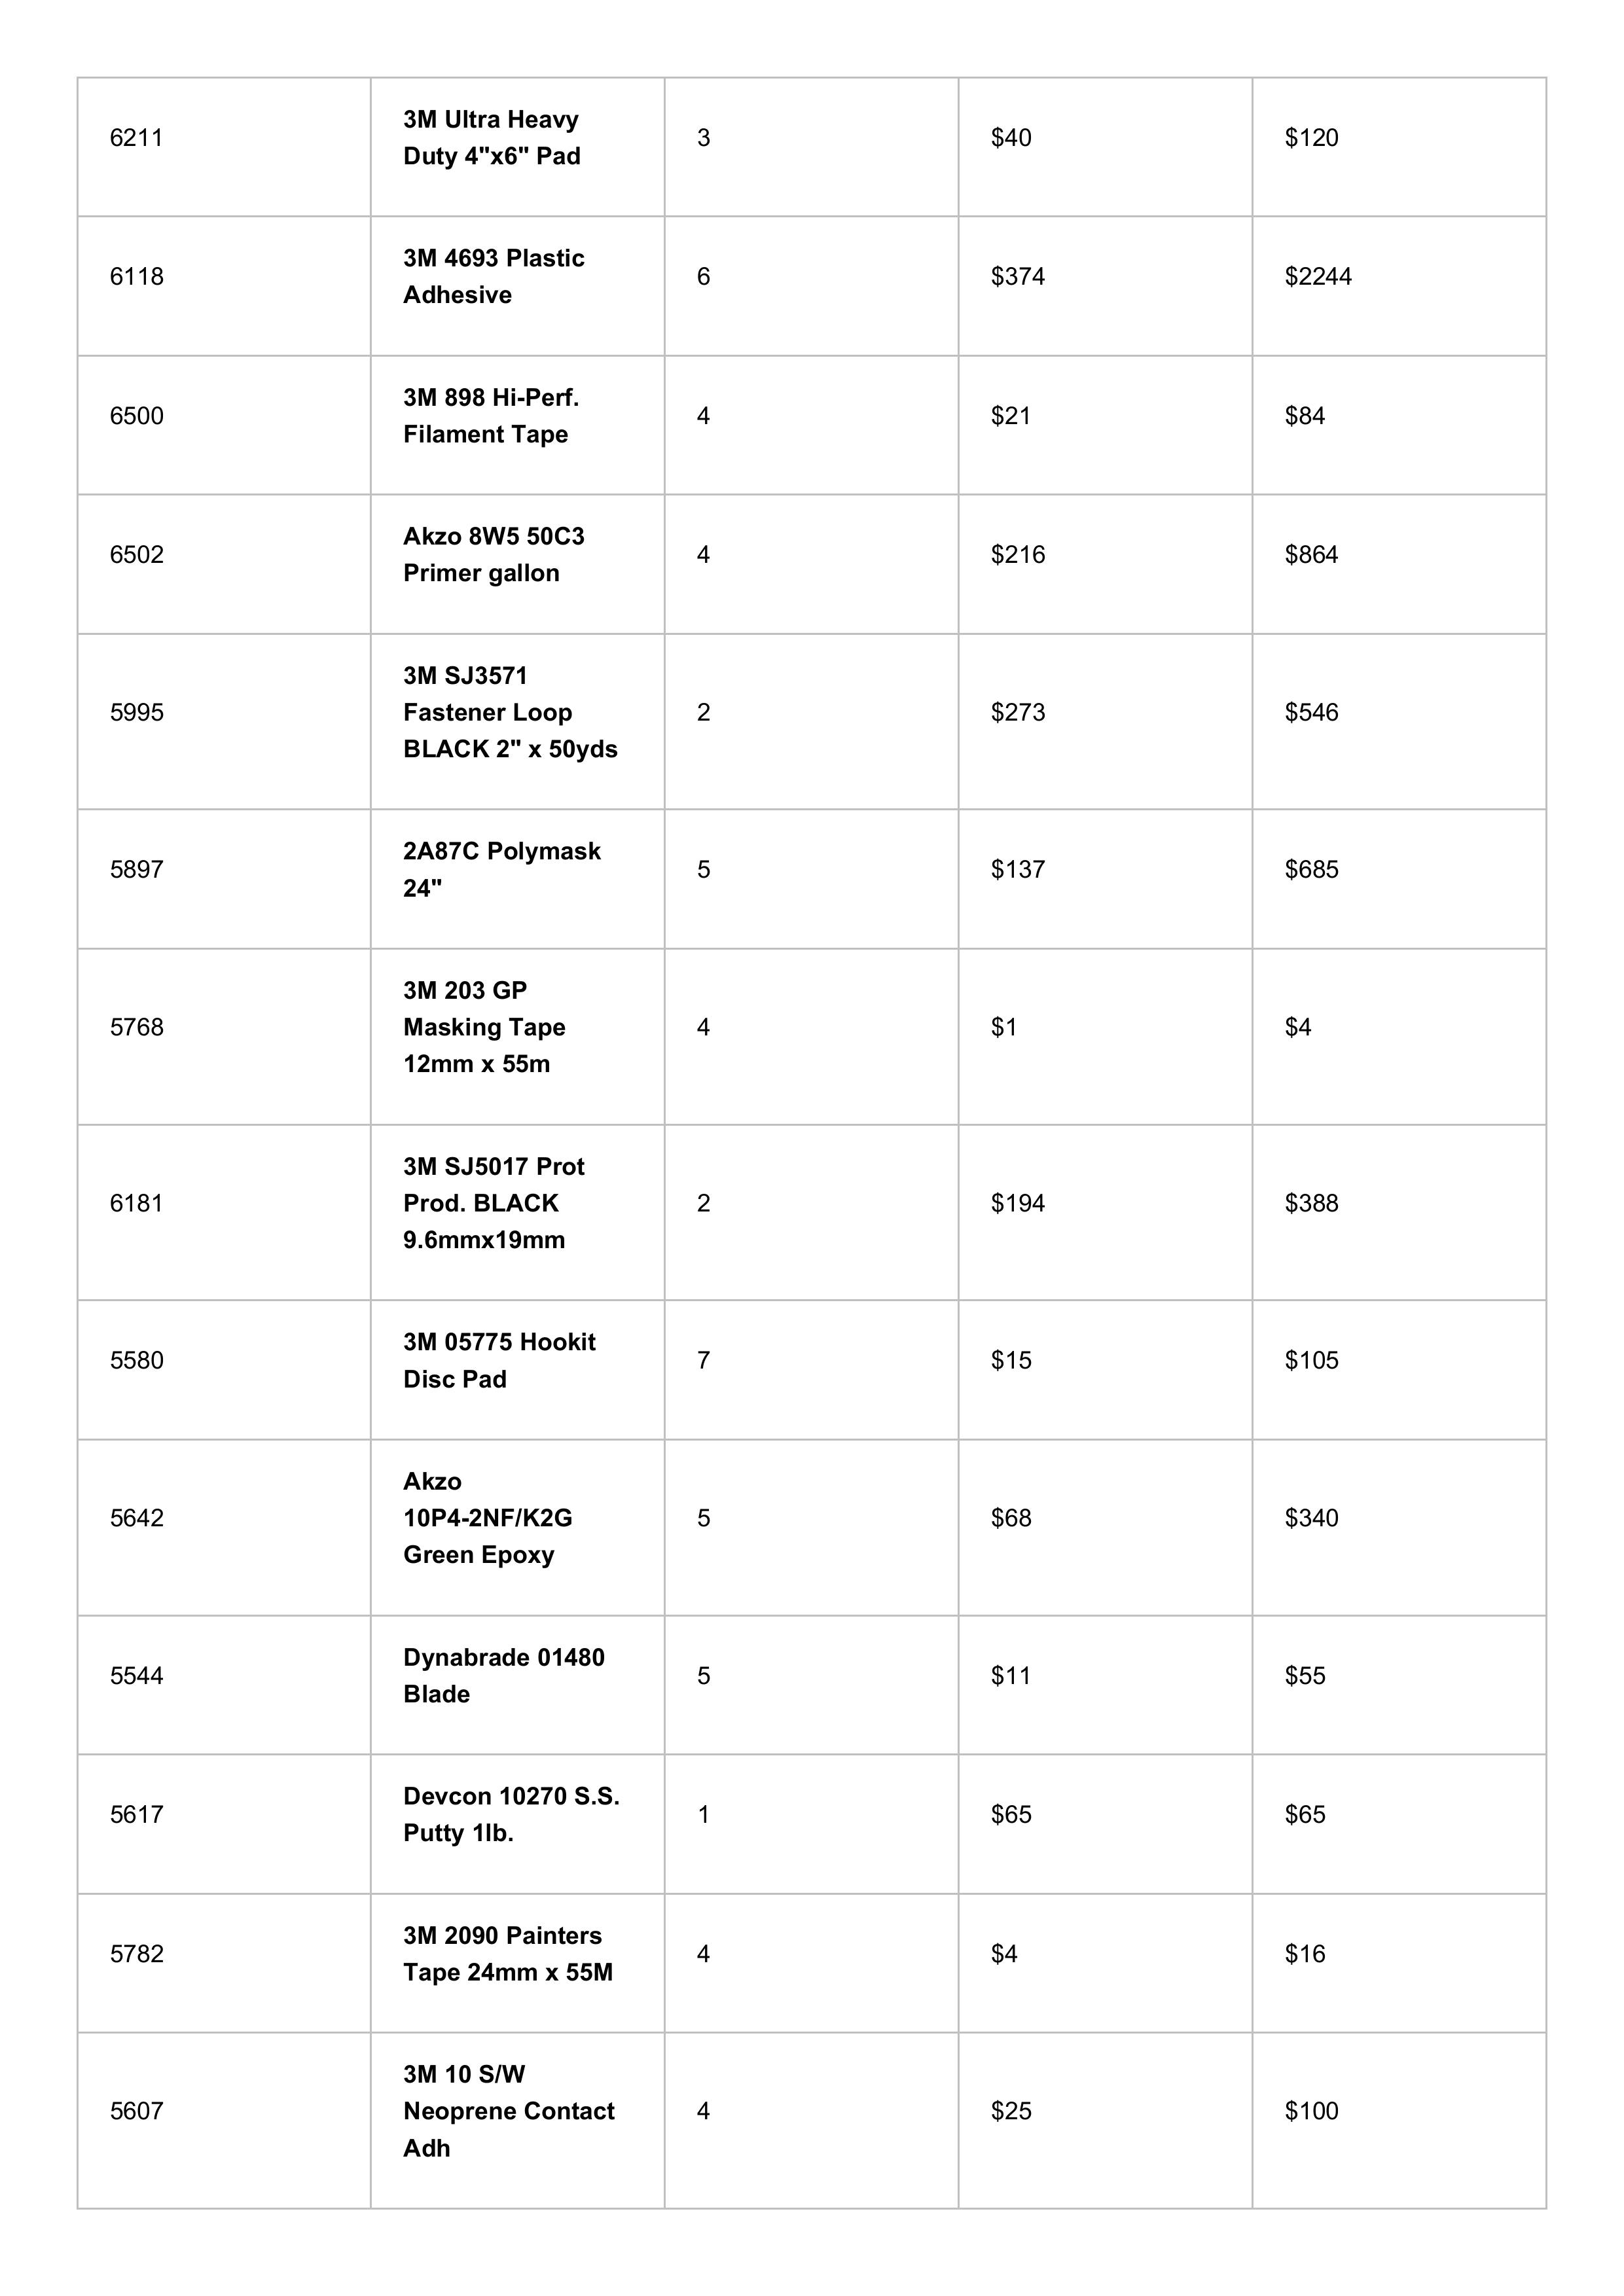 6211
3M Ultra Heavy
Duty 4"x6" Pad
3
$40
$120
6118
3M 4693 Plastic
Adhesive
6
$374
$2244
6500
3M 898 Hi-Perf.
Filament Tape
4
$21
$84
6502
Akzo 8W5 50C3
Primer gallon
4
$216
$864
5995
3M SJ3571
Fastener Loop
BLACK 2" x 50yds
2
$273
$546
5897
2A87C Polymask
24"
5
$137
$685
5768
3M 203 GP
Masking Tape
12mm x 55m
4
$1
$4
6181
3M SJ5017 Prot
Prod. BLACK
9.6mmx19mm
2
$194
$388
5580
3M 05775 Hookit
Disc Pad
7
$15
$105
5642
Akzo
10P4-2NF/K2G
Green Epoxy
5
$68
$340
5544
Dynabrade 01480
Blade
5
$11
$55
5617
Devcon 10270 S.S.
Putty 1lb.
1
$65
$65
5782
3M 2090 Painters
Tape 24mm x 55M
4
$4
$16
5607
3M 10 S/W
Neoprene Contact
Adh
4
$25
$100